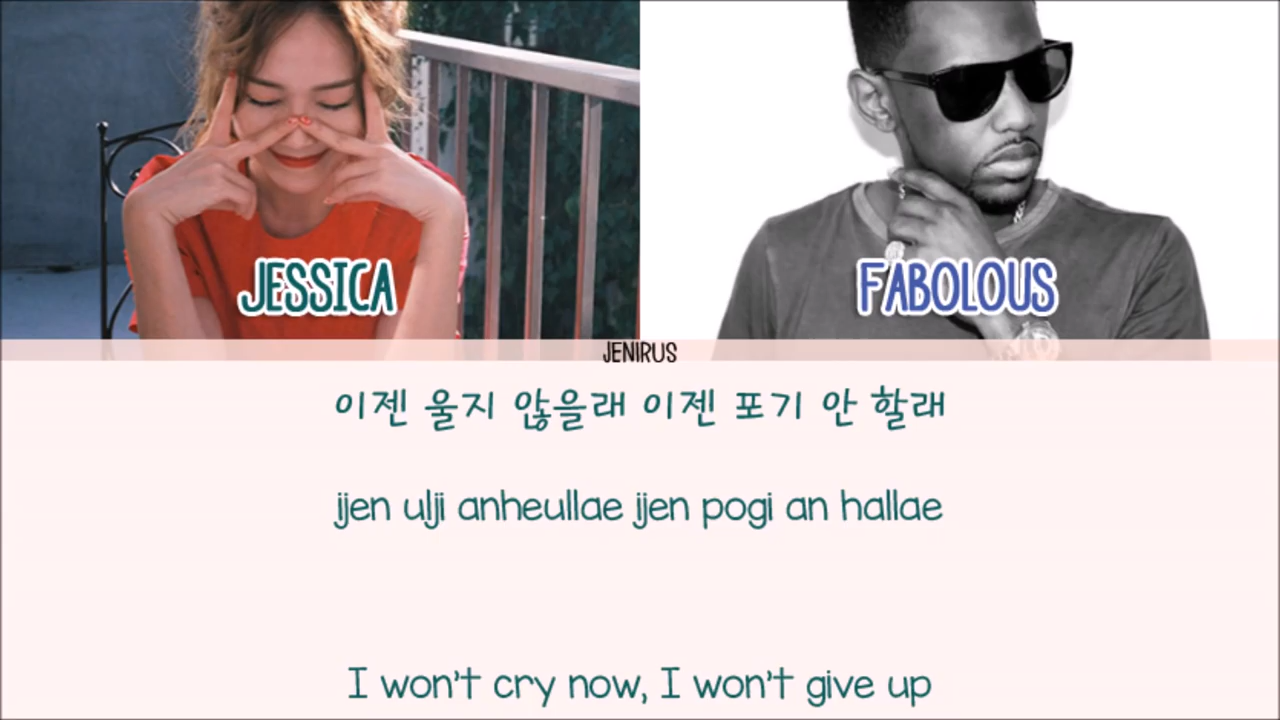 JESSICA
FABOLOUS
JENIRUS
이젠 울지 않을래 이젠 포기 안 할래
ijen ulji anheullae ijen pogi an hallae
I won't cry now, I won't give up